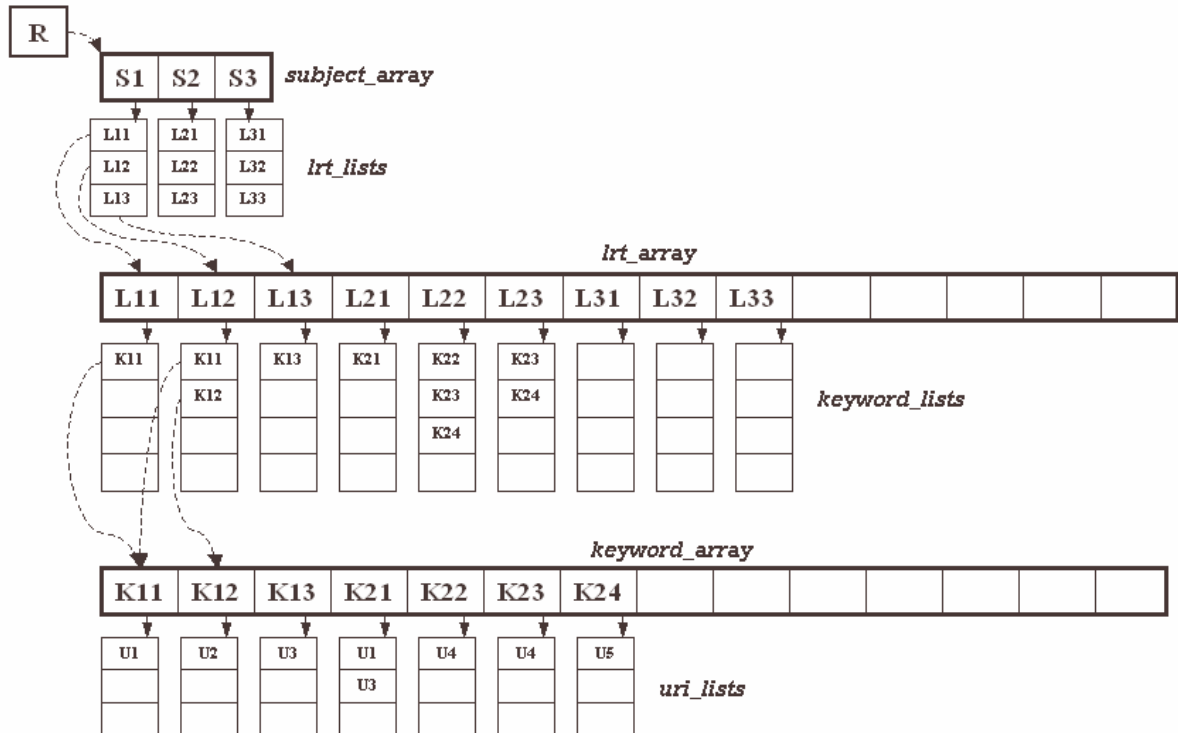 R
S1 S2 S3 subject_array
L11 L21 L31
L12 L22 L32 lrt_lists
L13 L23 L33
lrt_array
L11 L12 L13 L21 L22 L23 L31 L32 L33
K11 K11 K13 K21 K22 K23
K12 K23 K24 keyword_lists
K24
keyword_array
K11 K12 K13 K21 K22 K23 K24
U1 U2 U3 U1 U4 U4 U5
U3 uri_lists